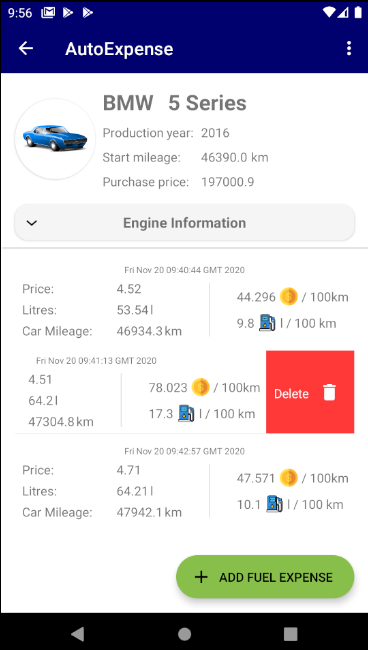 9:56
AutoExpense
BMW 5 Series
Production year: 2016
Start mileage: 46390.0 km
Purchase price: 197000.9
Engine Information
Fri Nov 20 09:40:44 GMT 2020
Price: 4.52
Litres: 53.54 l
Car Mileage: 46934.3 km
44.296 / 100km
9.8 l / 100 km
Fri Nov 20 09:41:13 GMT 2020
4.51
64.2 l
47304.8 km
78.023 / 100km
17.3 l / 100 km
Delete
Fri Nov 20 09:42:57 GMT 2020
Price: 4.71
Litres: 64.21 l
Car Mileage: 47942.1 km
47.571 / 100km
10.1 l / 100 km
ADD FUEL EXPENSE